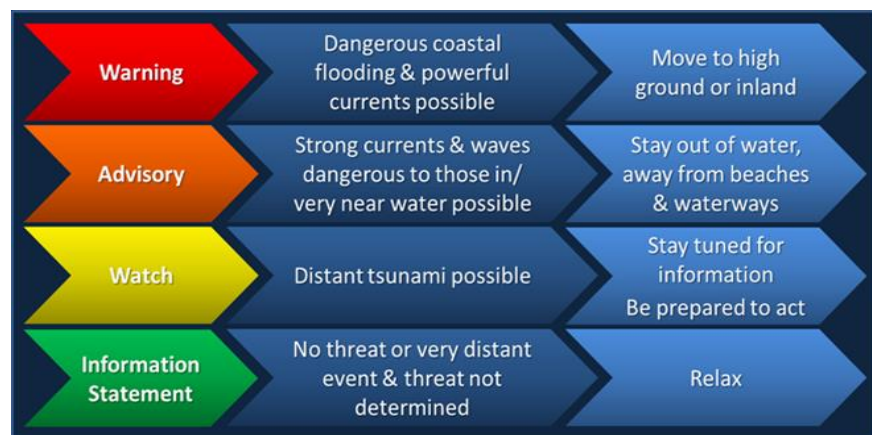 Warning
Dangerous coastal
flooding & powerful
currents possible
Move to high
ground or inland
Advisory
Strong currents & waves
dangerous to those in/
very near water possible
Stay out of water,
away from beaches
& waterways
Watch
Distant tsunami possible
Stay tuned for
information
Be prepared to act
Information
Statement
No threat or very distant
event & threat not
determined
Relax